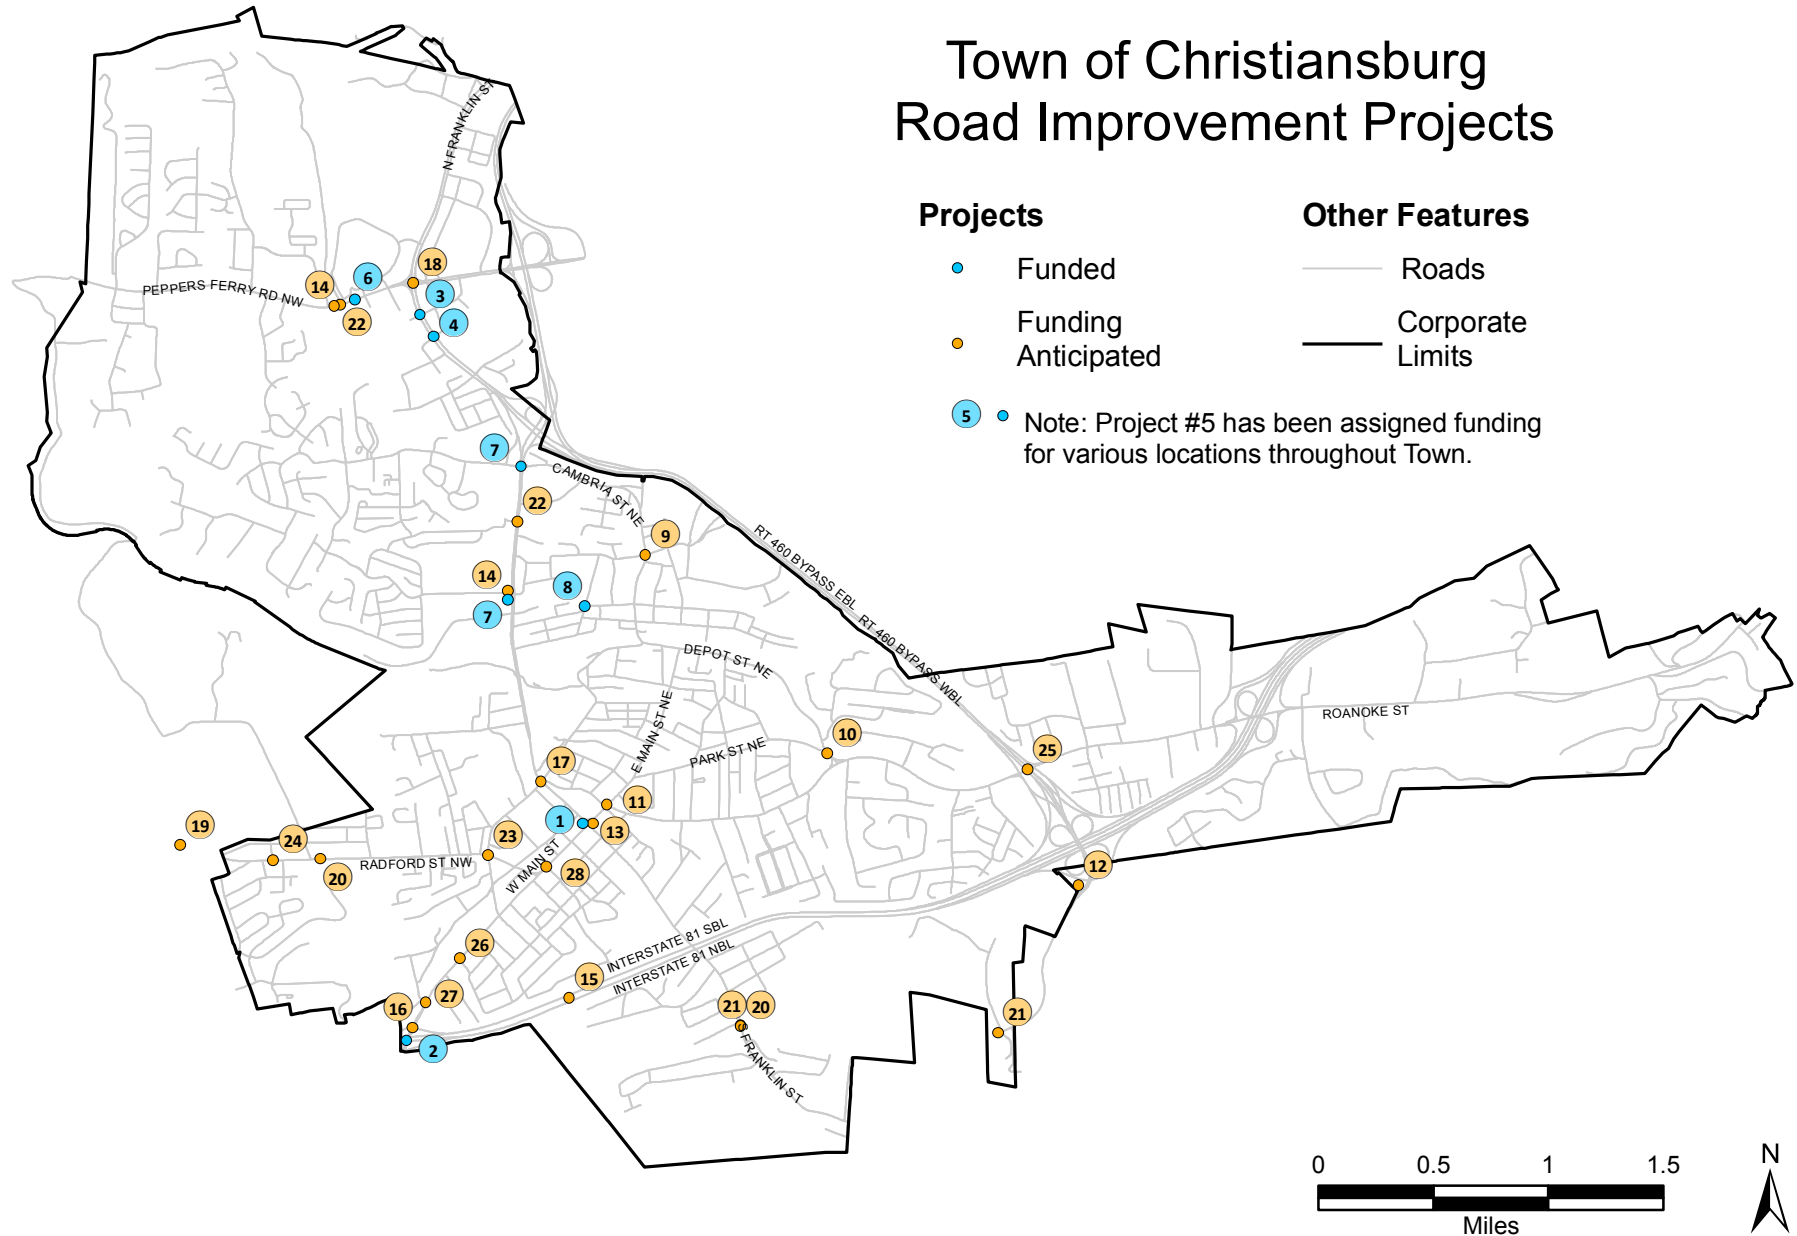 Town of Christiansburg
Road Improvement Projects
Projects
Other Features
Funded
Roads
Funding
Anticipated
Corporate
Limits
5
Note: Project #5 has been assigned funding
for various locations throughout Town.
N FRANKLIN ST
18
6
14
3
PEPPERS FERRY RD NW
22
4
7
CAMBRIA ST NE
22
9
RT 460 BYPASS EBL
14
8
7
RT 460 BYPASS WBL
DEPOT ST NE
E MAIN ST NE
ROANOKE ST
10
PARK ST NE
25
17
11
19
1
13
23
24
RADFORD ST NW
W MAIN ST
28
20
12
26
INTERSTATE 81 SBL
INTERSTATE 81 NBL
15
27
16
21
20
21
2
S FRANKLIN ST
0
0.5
1
1.5
Miles
N